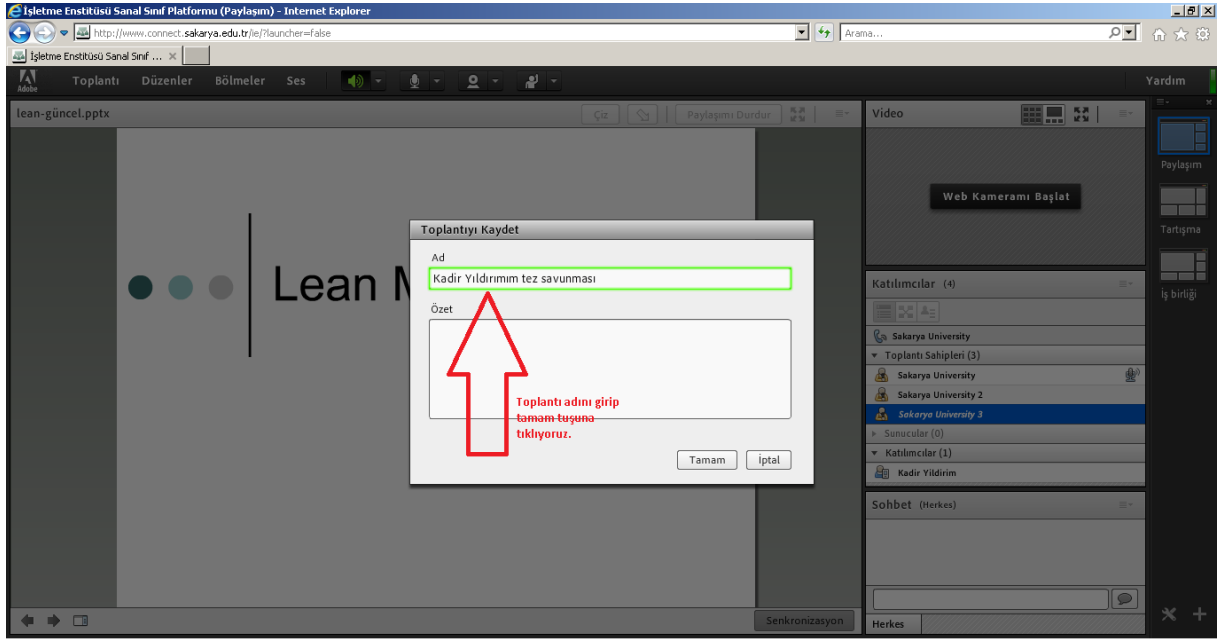 İşletme Enstitüsü Sanal Sınıf Platformu (Paylaşım) - Internet Explorer
http://www.connect.sakarya.edu.tr/ie/?launcher=false
Arama...
İşletme Enstitüsü Sanal Sınıf ...
Adobe
Toplantı Düzenler Bölmeler Ses
Yardım
lean-güncel.pptx
Çiz
Paylaşımı Durdur
Video
Web Kameramı Başlat
Paylaşım
Tartışma
İş birliği
Lean
Toplantıyı Kaydet
Ad
Kadir Yıldırımım tez savunması
Özet
Toplantı adını girip
tamam tuşuna
tıklıyoruz.
Tamam
İptal
Katılımcılar (4)
Sakarya University
Toplantı Sahipleri (3)
Sakarya University
Sakarya University 2
Sakarya University 3
Sunucular (0)
Katılımcılar (1)
Kadir Yildirim
Sohbet (Herkes)
Herkes
Senkronizasyon